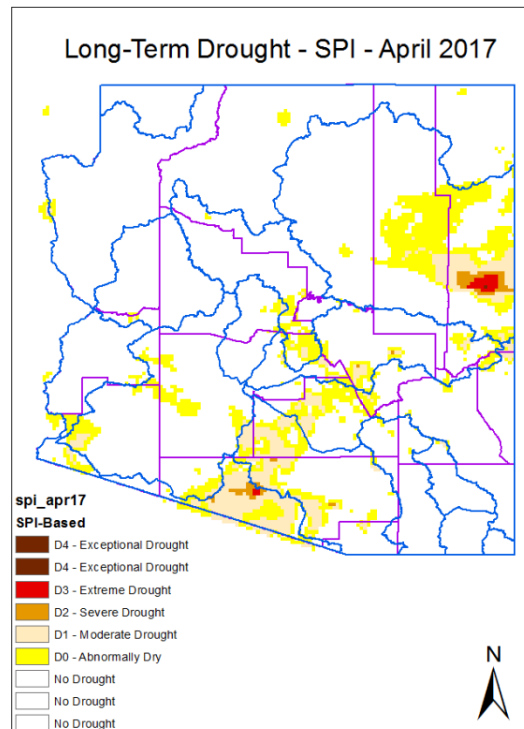 Long-Term Drought - SPI - April 2017
spi_apr17
SPI-Based
D4 - Exceptional Drought
D4 - Exceptional Drought
D3 - Extreme Drought
D2 - Severe Drought
D1 - Moderate Drought
D0 - Abnormally Dry
No Drought
No Drought
No Drought
N